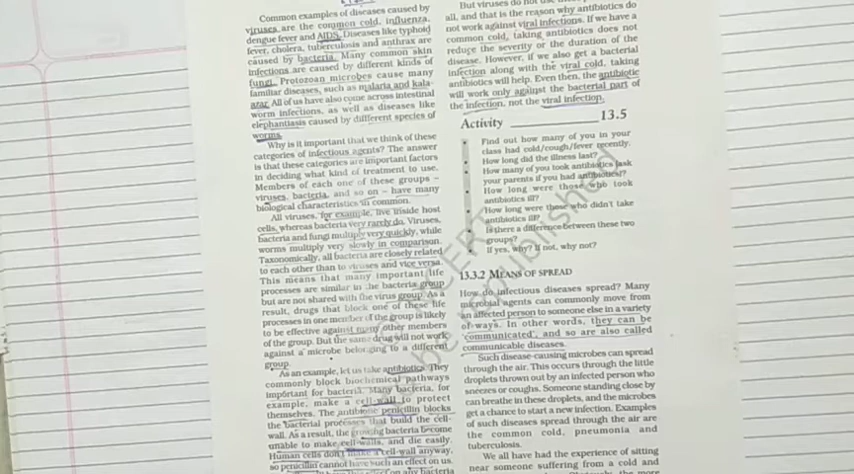 Common examples of diseases caused by
viruses are the common cold, influenza,
dengue fever and AIDS. Diseases like typhoid
fever, cholera, tuberculosis and anthrax are
caused by bacteria. Many common skin
infections are caused by different kinds of
fungi. Protozoan microbes cause many
familiar diseases, such as malaria and kala-
azar. All of us have also come across intestinal
worm infections, as well as diseases like
elephantiasis caused by different species of
worms.
Why is it important that we think of these
categories of infectious agents? The answer
is that these categories are important factors
in deciding what kind of treatment to use.
Members of each one of these groups –
viruses, bacteria, and so on – have many
biological characteristics in common.
All viruses, for example, live inside host
cells, whereas bacteria very rarely do. Viruses,
bacteria and fungi multiply very quickly, while
worms multiply very slowly in comparison.
Taxonomically, all bacteria are closely related
to each other than to viruses and vice versa.
This means that many important life
processes are similar in the bacteria group
but are not shared with the virus group. As a
result, drugs that block one of these life
processes in one member of the group is likely
to be effective against many other members
of the group. But the same drug will not work
against a microbe belonging to a different
group.
As an example, let us take antibiotics. They
commonly block biochemical pathways
important for bacteria. Many bacteria, for
example, make a cell-wall to protect
themselves. The antibiotic penicillin blocks
the bacterial processes that build the cell-
wall. As a result, the growing bacteria become
unable to make cell-walls, and die easily.
Human cells don't make a cell-wall anyway,
so penicillin cannot have such an effect on us.
on any bacteria
But viruses do not use
all, and that is the reason why antibiotics do
not work against viral infections. If we have a
common cold, taking antibiotics does not
reduce the severity or the duration of the
disease. However, if we also get a bacterial
infection along with the viral cold, taking
antibiotics will help. Even then, the antibiotic
will work only against the bacterial part of
the infection, not the viral infection.
Activity 13.5
Find out how many of you in your
class had cold/cough/fever recently.
How long did the illness last?
How many of you took antibiotics (ask
your parents if you had antibiotics)?
How long were those who took
antibiotics ill?
How long were those who didn't take
antibiotics ill?
Is there a difference between these two
groups?
If yes, why? If not, why not?
13.3.2 MEANS OF SPREAD
How do infectious diseases spread? Many
microbial agents can commonly move from
an affected person to someone else in a variety
of ways. In other words, they can be
'communicated', and so are also called
communicable diseases.
Such disease-causing microbes can spread
through the air. This occurs through the little
droplets thrown out by an infected person who
sneezes or coughs. Someone standing close by
can breathe in these droplets, and the microbes
get a chance to start a new infection. Examples
of such diseases spread through the air are
the common cold, pneumonia and
tuberculosis.
We all have had the experience of sitting
near someone suffering from a cold and